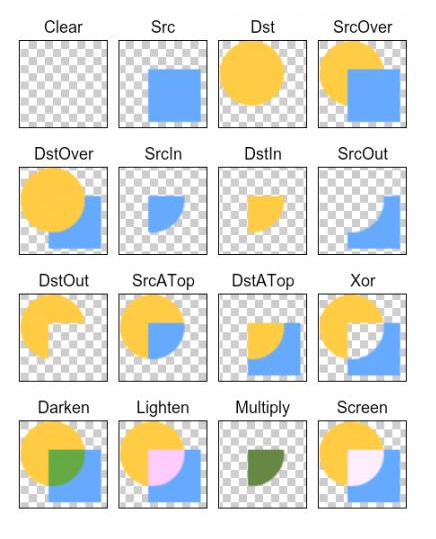 Clear Src Dst SrcOver
DstOver SrcIn DstIn SrcOut
DstOut SrcATop DstATop Xor
Darken Lighten Multiply Screen